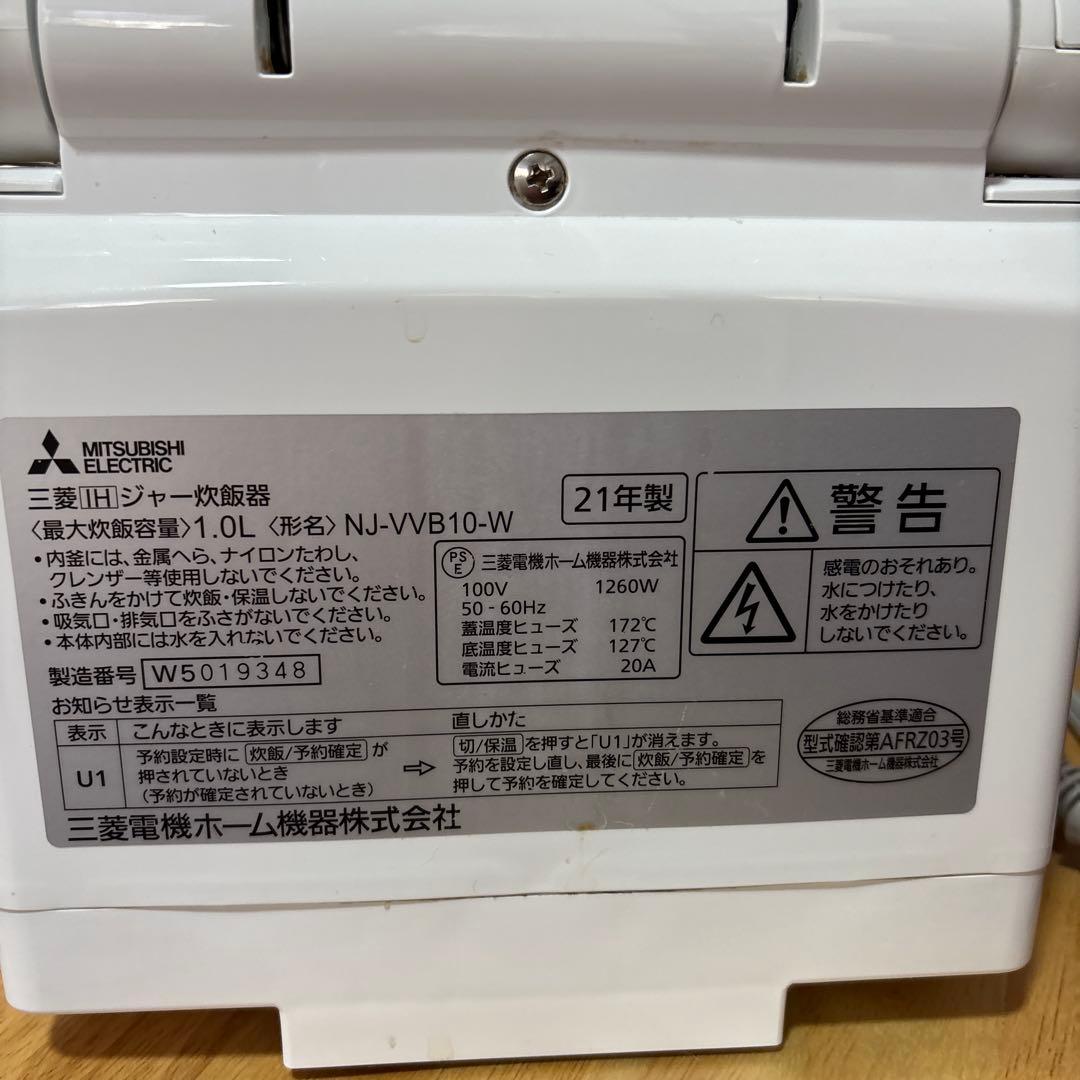 MITSUBISHI
ELECTRIC
三菱IHジャー炊飯器
〈最大炊飯容量〉1.0L 〈形名〉 NJ-VVB10-W
21年製
・内釜には、金属へら、ナイロンたわし、
クレンザー等使用しないでください。
・ふきんをかけて炊飯・保温しないでください。
・吸気口・排気口をふさがないでください。
・本体内部には水を入れないでください。
製造番号 W5019348
PS
E
三菱電機ホーム機器株式会社
100V 1260W
50-60Hz
蓋温度ヒューズ 172℃
底温度ヒューズ 127℃
電流ヒューズ 20A
警告
感電のおそれあり。
水につけたり、
水をかけたり
しないでください。
お知らせ表示一覧
表示 こんなときに表示します 直しかた
U1
予約設定時に 炊飯/予約確定 が
押されていないとき
(予約が確定されていないとき)
⇨
切/保温 を押すと「U1」が消えます。
予約を設定し直し、最後に 炊飯/予約確定 を
押して予約を確定してください。
総務省基準適合
型式確認第AFRZ03号
三菱電機ホーム機器株式会社
三菱電機ホーム機器株式会社